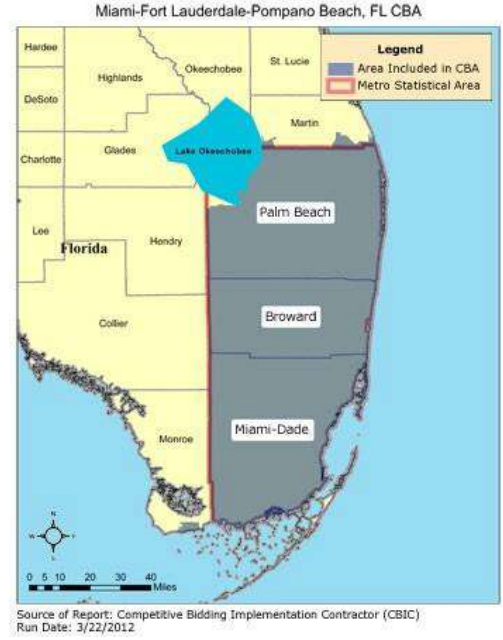 Miami-Fort Lauderdale-Pompano Beach, FL CBA
Hardee
Highlands
Okeechobee
St. Lucie
Legend
Area Included in CBA
Metro Statistical Area
DeSoto
Martin
Charlotte
Glades
Lake Okeechobee
Palm Beach
Lee
Florida
Hendry
Broward
Collier
Miami-Dade
Monroe
N
W
S
0 5 10 20 30 40
Miles
Source of Report: Competitive Bidding Implementation Contractor (CBIC)
Run Date: 3/22/2012